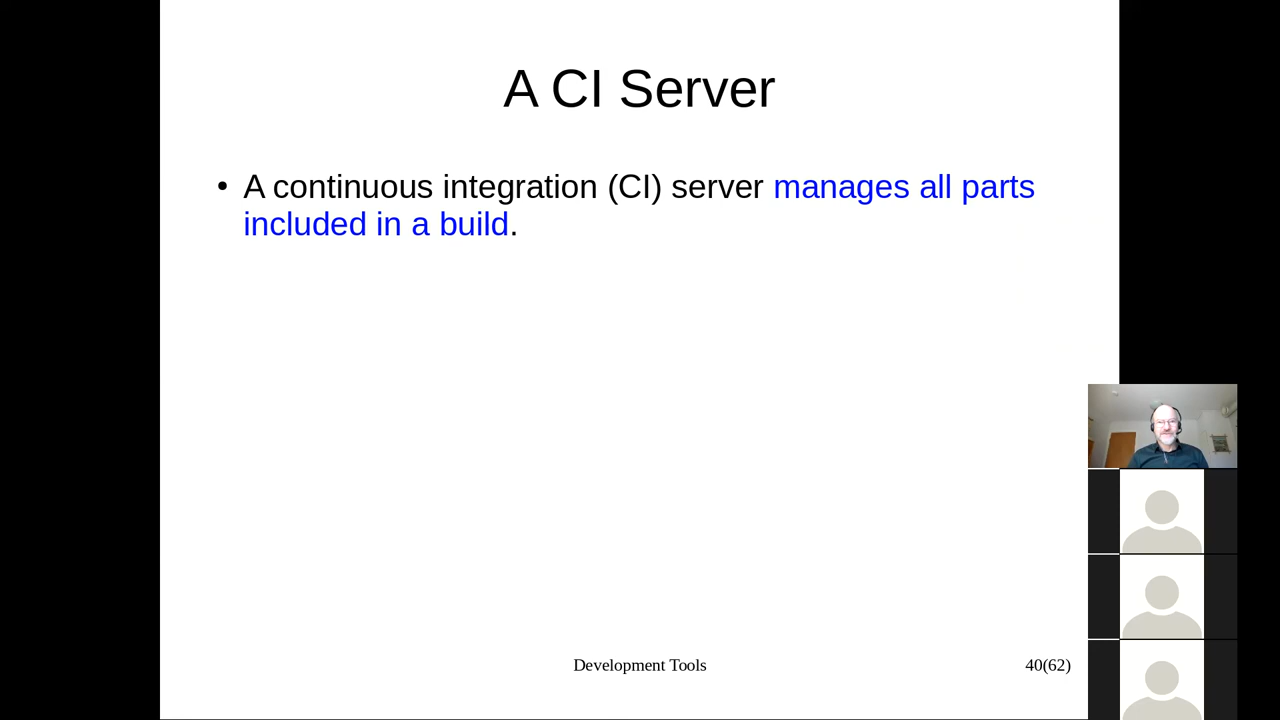 A CI Server
• A continuous integration (CI) server manages all parts
included in a build.
Development Tools
40(62)